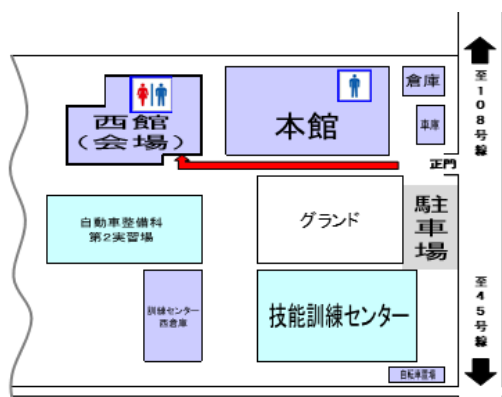 至108号線
倉庫
本館
西館
(会場)
車庫
正門
駐車場
グランド
自動車整備科
第2実習場
訓練センター
西倉庫
技能訓練センター
至45号線
自転車置場